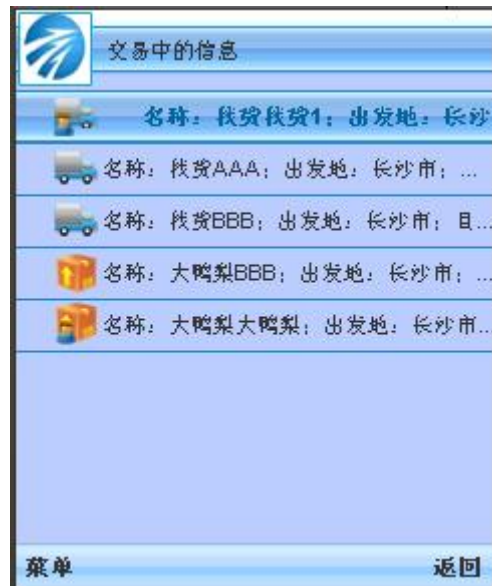 交易中的信息
名称：找货找货1；出发地：长沙
名称：找货AAA；出发地：长沙市；...
名称：找货BBB；出发地：长沙市；目...
名称：大鸭梨BBB；出发地：长沙市；...
名称：大鸭梨大鸭梨；出发地：长沙市...
菜单
返回